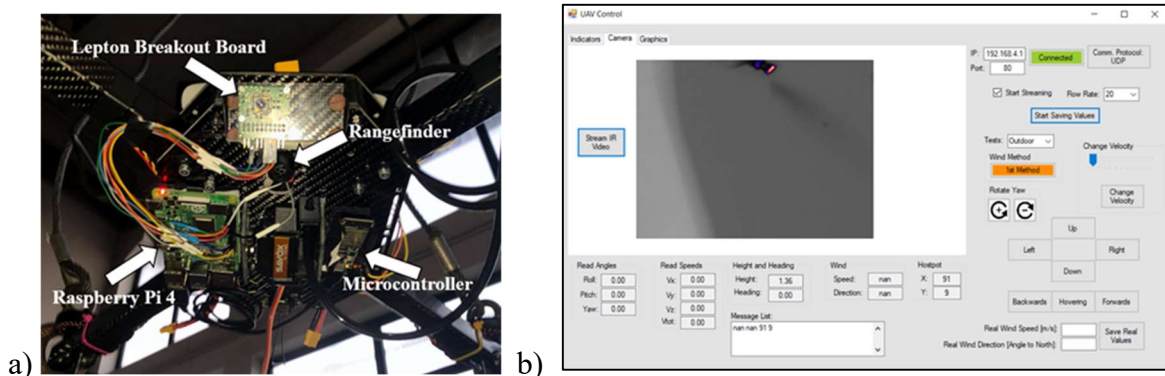 a)
Lepton Breakout Board
Rangefinder
SAVOX
Raspberry Pi 4
Microcontroller
b)
UAV Control
Indicators Camera Graphics
IP: 192.168.4.1 Connected Comm. Protocol: UDP
Port: 80
Start Streaming Flow Rate: 20
Start Saving Values
Stream IR Video
Tests: Outdoor
Change Velocity
Wind Method
1st Method
Rotate Yaw
Change Velocity
Up
Left Right
Down
Backwards Hovering Forwards
Read Angles
Roll: 0.00
Pitch: 0.00
Yaw: 0.00
Read Speeds
Vx: 0.00
Vy: 0.00
Vz: 0.00
Vtot: 0.00
Height and Heading
Height: 1.36
Heading: 0.00
Wind
Speed: nan
Direction: nan
Hostpot
X: 91
Y: 9
Message List:
nan nan 91 9
Real Wind Speed [m/s]:
Real Wind Direction [Angle to North]:
Save Real Values